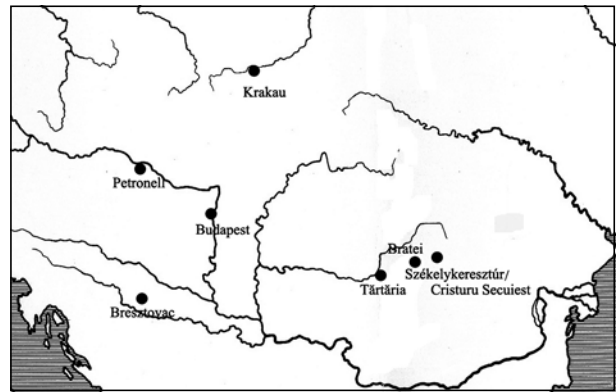 Krakau
Petronell
Budapest
Bratei
Székelykeresztúr/
Tărtăria
Cristuru Secuiest
Bresztovac